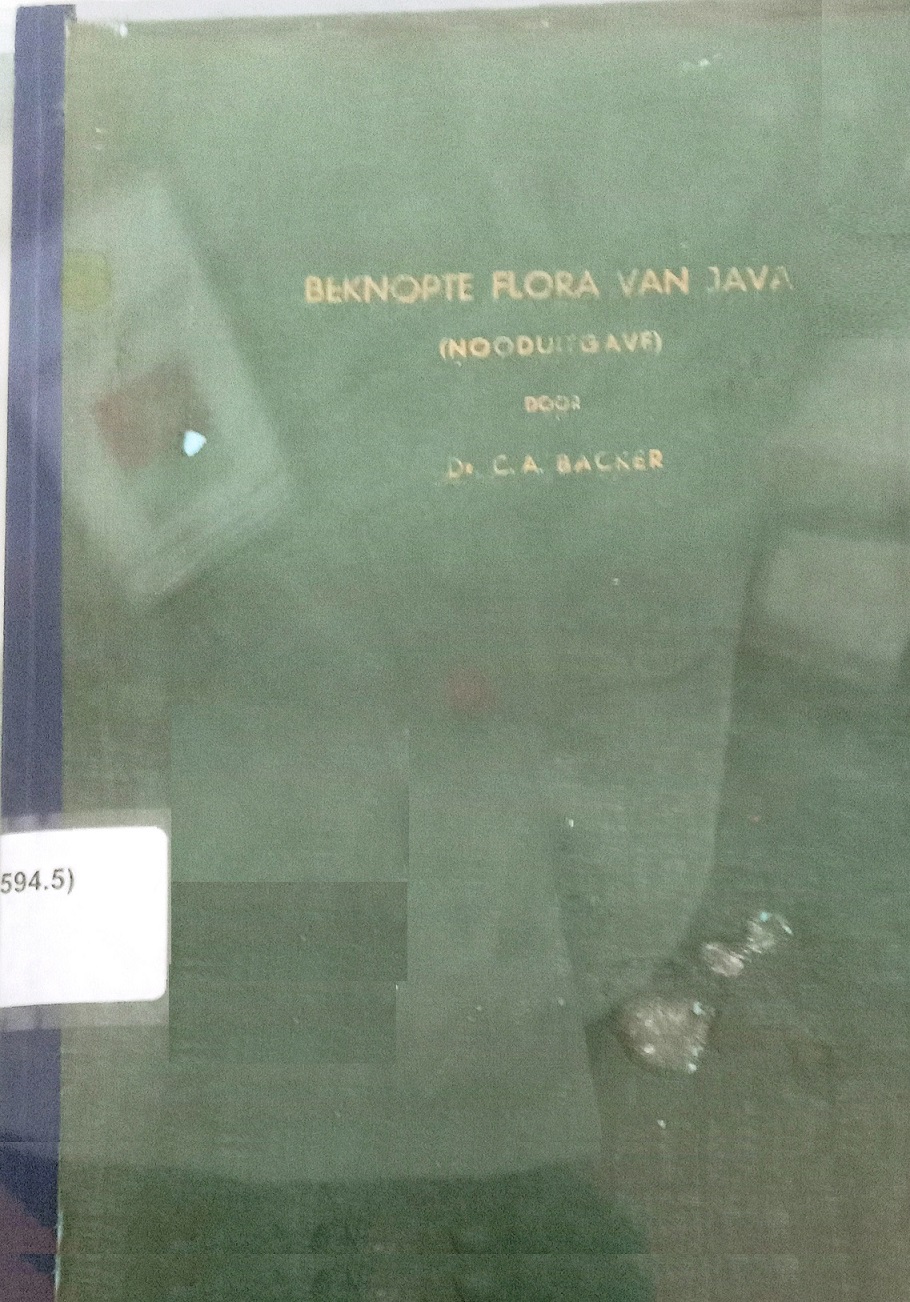 BEKNOPTE FLORA VAN JAVA
(NOODUITGAVE)
DOOR
Dr. C. A. BACKER
594.5)